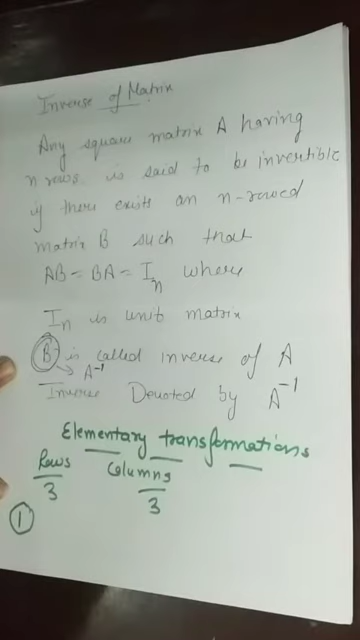 Inverse of Matrix
Any square matrix A having
n rows is said to be invertible
if there exists an n-rowed
matrix B such that
AB = BA = Iₙ where
Iₙ is unit matrix
B is called inverse of A
→ A⁻¹
Inverse Denoted by A⁻¹
Elementary transformations
Rows Columns
3 3
1